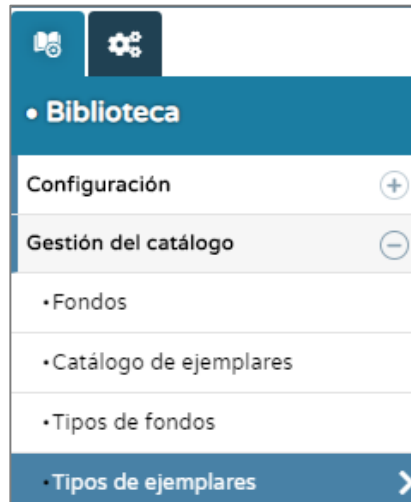 • Biblioteca
Configuración
Gestión del catálogo
•Fondos
•Catálogo de ejemplares
•Tipos de fondos
•Tipos de ejemplares